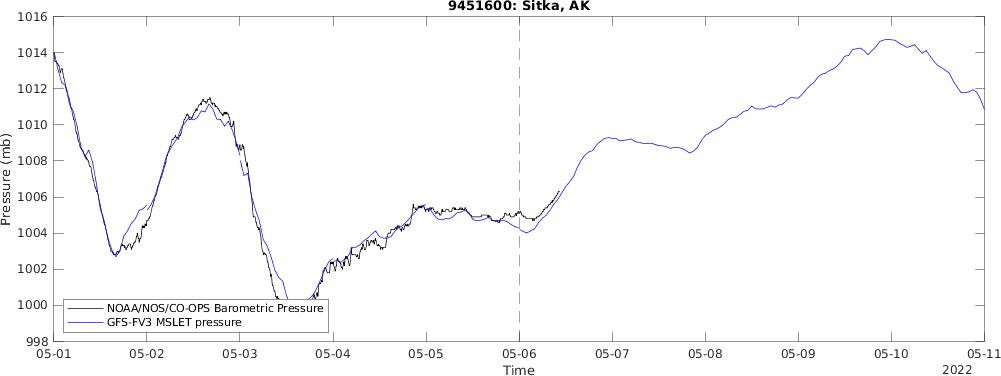 9451600: Sitka, AK
Pressure (mb)
1016
1014
1012
1010
1008
1006
1004
1002
1000
998
NOAA/NOS/CO-OPS Barometric Pressure
GFS-FV3 MSLET pressure
05-01 05-02 05-03 05-04 05-05 05-06 05-07 05-08 05-09 05-10 05-11
Time
2022